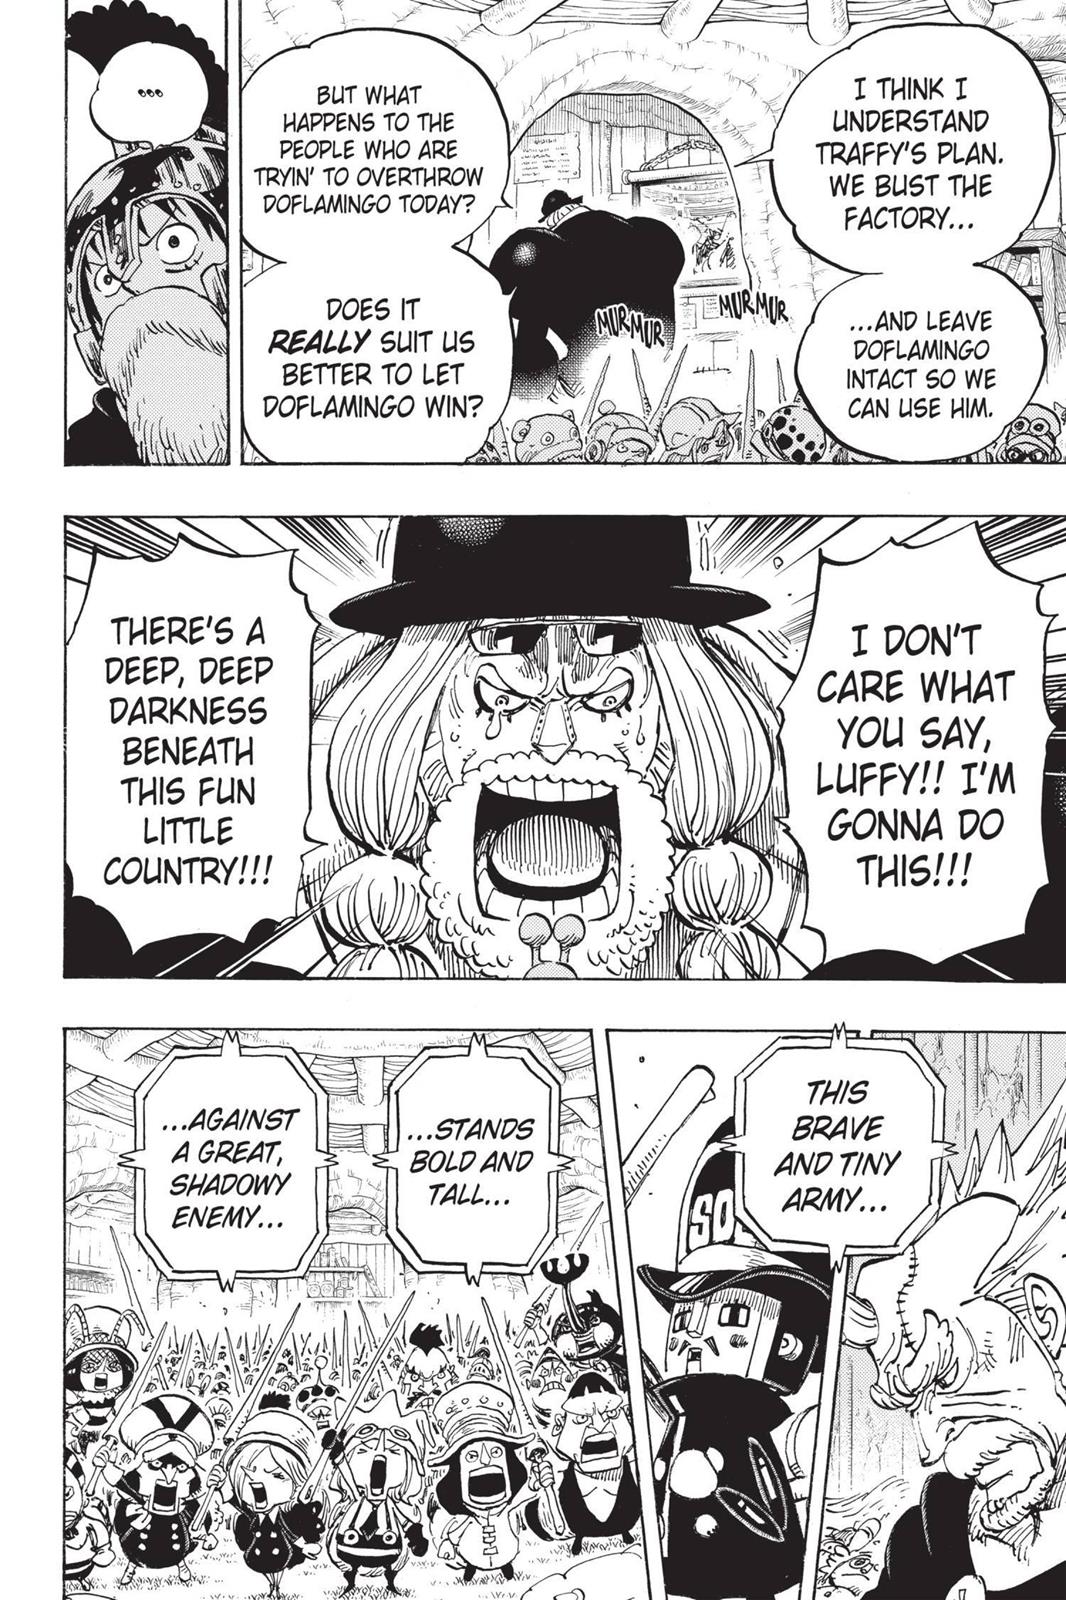 I THINK I
UNDERSTAND
TRAFFY'S PLAN.
WE BUST THE
FACTORY...
...AND LEAVE
DOFLAMINGO
INTACT SO WE
CAN USE HIM.
MURMUR
MURMUR
BUT WHAT
HAPPENS TO THE
PEOPLE WHO ARE
TRYIN' TO OVERTHROW
DOFLAMINGO TODAY?
DOES IT
REALLY SUIT US
BETTER TO LET
DOFLAMINGO WIN?
...
I DON'T
CARE WHAT
YOU SAY,
LUFFY!! I'M
GONNA DO
THIS!!!
THERE'S A
DEEP, DEEP
DARKNESS
BENEATH
THIS FUN
LITTLE
COUNTRY!!!
THIS
BRAVE
AND TINY
ARMY...
SO
...STANDS
BOLD AND
TALL...
...AGAINST
A GREAT,
SHADOWY
ENEMY...